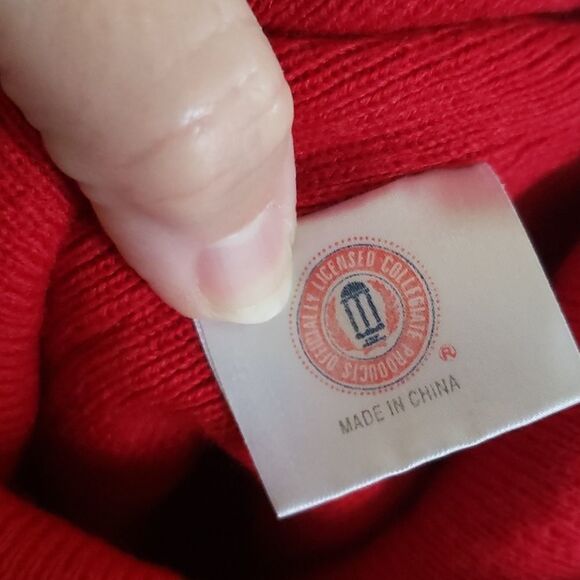 OFFICIALLY LICENSED COLLEGIATE PRODUCTS
®
MADE IN CHINA